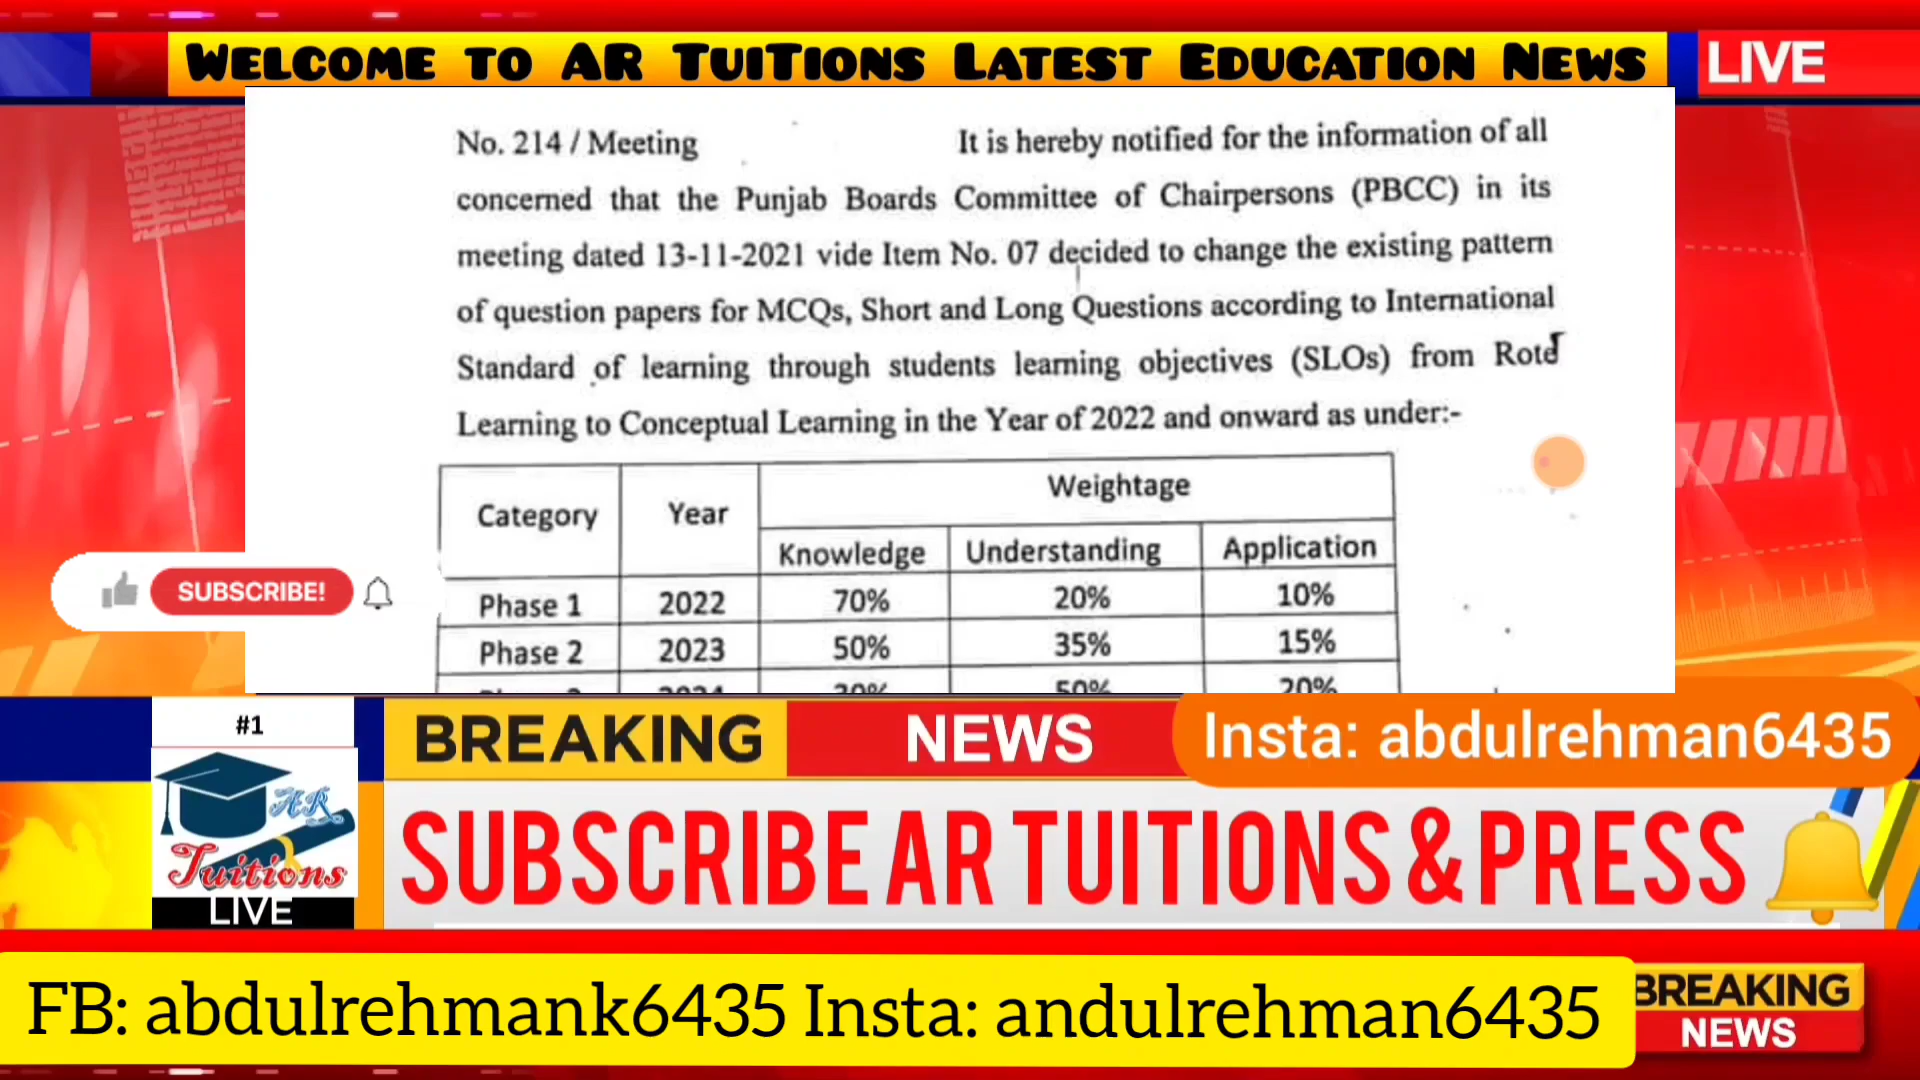 WELCOME TO AR TUITIONS LATEST EDUCATION NEWS
LIVE
No. 214 / Meeting It is hereby notified for the information of all
concerned that the Punjab Boards Committee of Chairpersons (PBCC) in its
meeting dated 13-11-2021 vide Item No. 07 decided to change the existing pattern
of question papers for MCQs, Short and Long Questions according to International
Standard of learning through students learning objectives (SLOs) from Rote
Learning to Conceptual Learning in the Year of 2022 and onward as under:-
Category Year Weightage
Knowledge Understanding Application
Phase 1 2022 70% 20% 10%
Phase 2 2023 50% 35% 15%
50% 20%
SUBSCRIBE!
#1
AR
Tuitions
LIVE
BREAKING NEWS
Insta: abdulrehman6435
SUBSCRIBE AR TUITIONS & PRESS
FB: abdulrehmank6435 Insta: andulrehman6435
BREAKING
NEWS